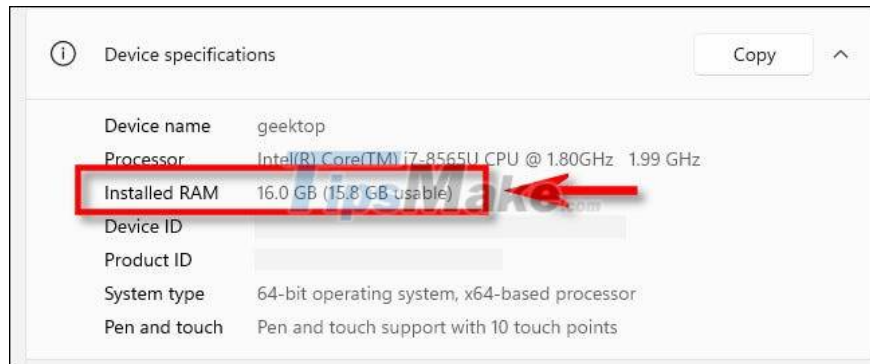 Device specifications
Copy
Device name geektop
Processor Intel(R) Core(TM) i7-8565U CPU @ 1.80GHz 1.99 GHz
Installed RAM 16.0 GB (15.8 GB usable)
TipsMake.com
Device ID
Product ID
System type 64-bit operating system, x64-based processor
Pen and touch Pen and touch support with 10 touch points